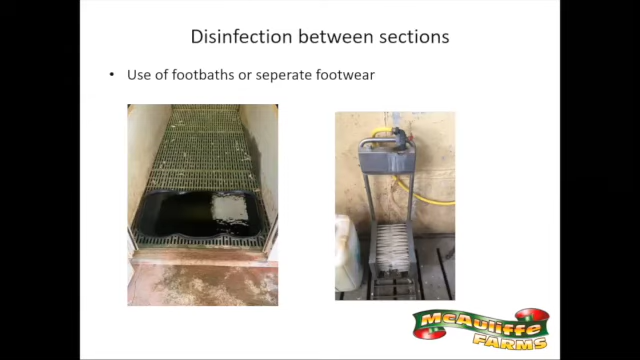 Disinfection between sections
• Use of footbaths or seperate footwear
McAuliffe
FARMS